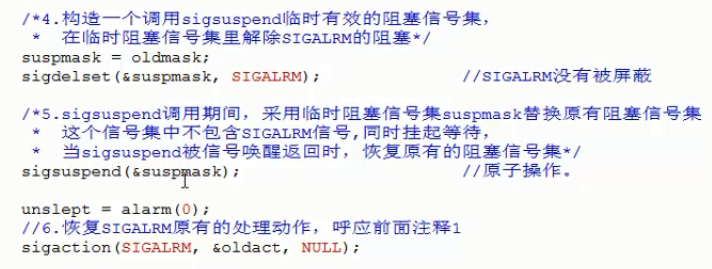 /*4.构造一个调用sigsuspend临时有效的阻塞信号集，
* 在临时阻塞信号集里解除SIGALRM的阻塞*/
suspmask = oldmask;
sigdelset(&suspmask, SIGALRM); //SIGALRM没有被屏蔽
/*5.sigsuspend调用期间，采用临时阻塞信号集suspmask替换原有阻塞信号集
* 这个信号集中不包含SIGALRM信号,同时挂起等待，
* 当sigsuspend被信号唤醒返回时，恢复原有的阻塞信号集*/
sigsuspend(&suspmask); //原子操作。
unslept = alarm(0);
//6.恢复SIGALRM原有的处理动作，呼应前面注释1
sigaction(SIGALRM, &oldact, NULL);